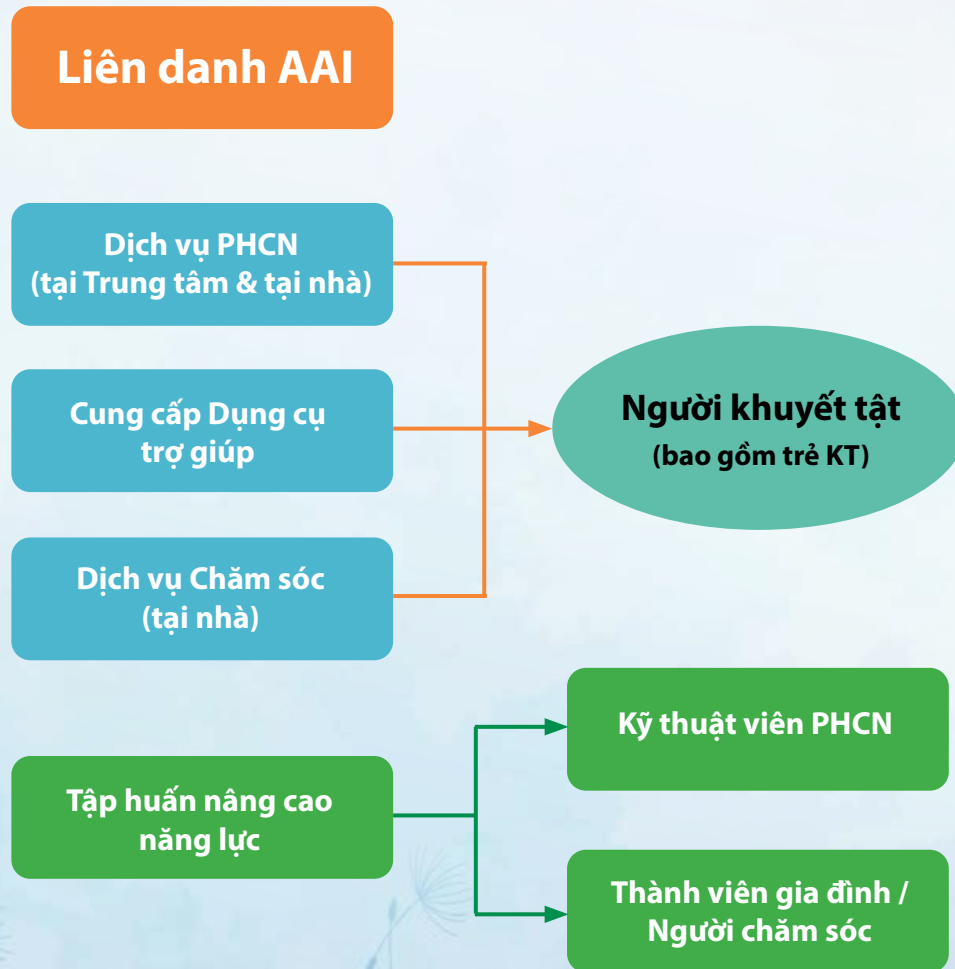 Liên danh AAI
Dịch vụ PHCN
(tại Trung tâm & tại nhà)
Cung cấp Dụng cụ
trợ giúp
Dịch vụ Chăm sóc
(tại nhà)
Người khuyết tật
(bao gồm trẻ KT)
Tập huấn nâng cao
năng lực
Kỹ thuật viên PHCN
Thành viên gia đình /
Người chăm sóc